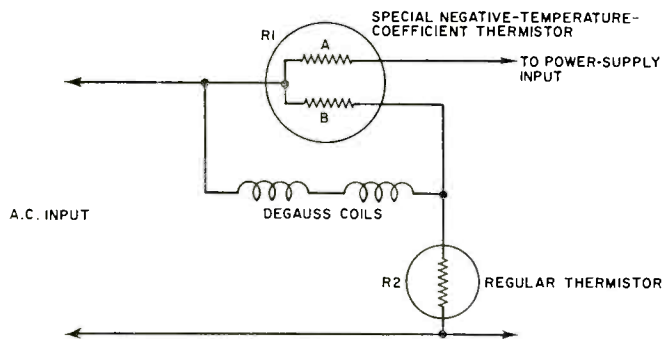 SPECIAL NEGATIVE-TEMPERATURE-
COEFFICIENT THERMISTOR
R1
A
TO POWER-SUPPLY
INPUT
B
DEGAUSS COILS
A.C. INPUT
R2
REGULAR THERMISTOR